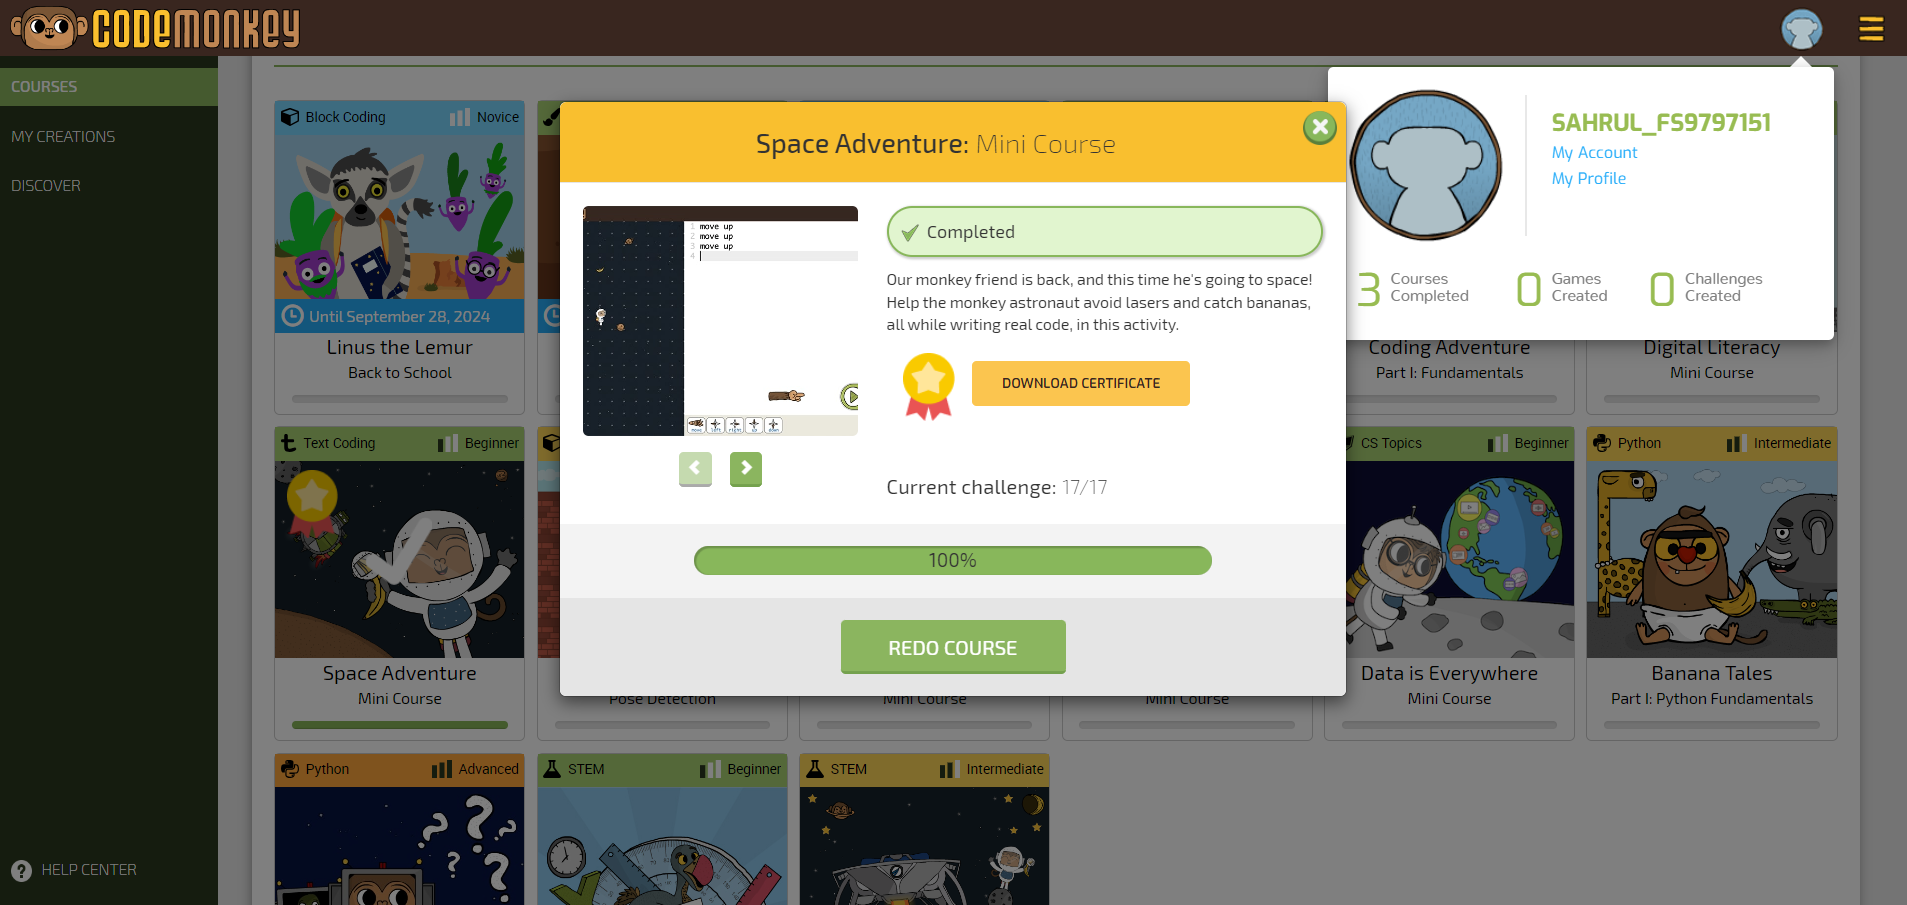 CODEMONKEY
COURSES
MY CREATIONS
DISCOVER
HELP CENTER
SAHRUL_FS9797151
My Account
My Profile
3 Courses Completed
0 Games Created
0 Challenges Created
Space Adventure: Mini Course
1 move up
2 move up
3 move up
4
move left right up down
Completed
Our monkey friend is back, and this time he's going to space!
Help the monkey astronaut avoid lasers and catch bananas,
all while writing real code, in this activity.
DOWNLOAD CERTIFICATE
Current challenge: 17/17
100%
REDO COURSE
Block Coding Novice
Until September 28, 2024
Linus the Lemur
Back to School
Coding Adventure
Part I: Fundamentals
Digital Literacy
Mini Course
Text Coding Beginner
Space Adventure
Mini Course
Pose Detection
Mini Course
Mini Course
CS Topics Beginner
Data is Everywhere
Mini Course
Python Intermediate
Banana Tales
Part I: Python Fundamentals
Python Advanced
STEM Beginner
STEM Intermediate